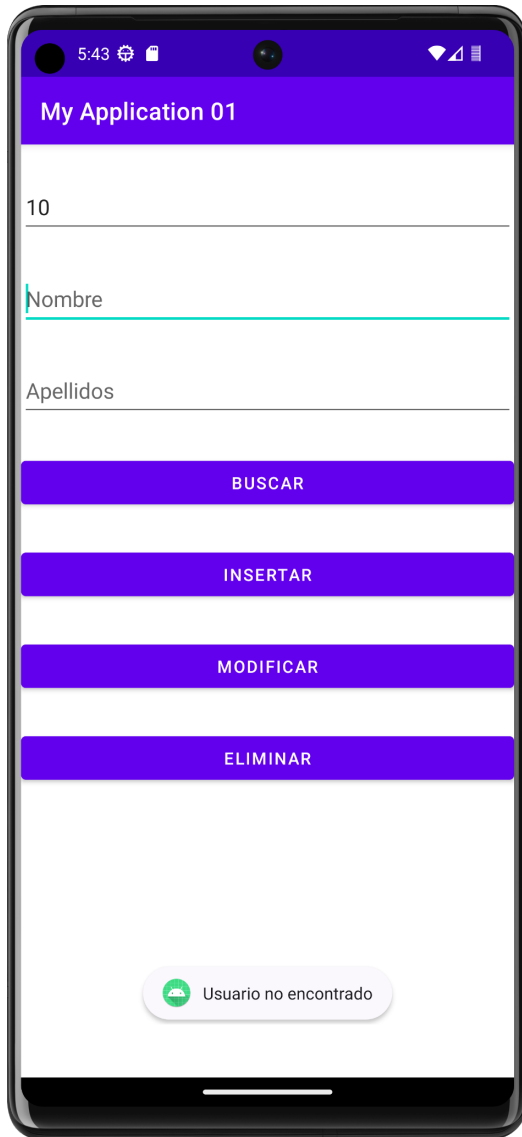 5:43
My Application 01
10
Nombre
Apellidos
BUSCAR
INSERTAR
MODIFICAR
ELIMINAR
Usuario no encontrado